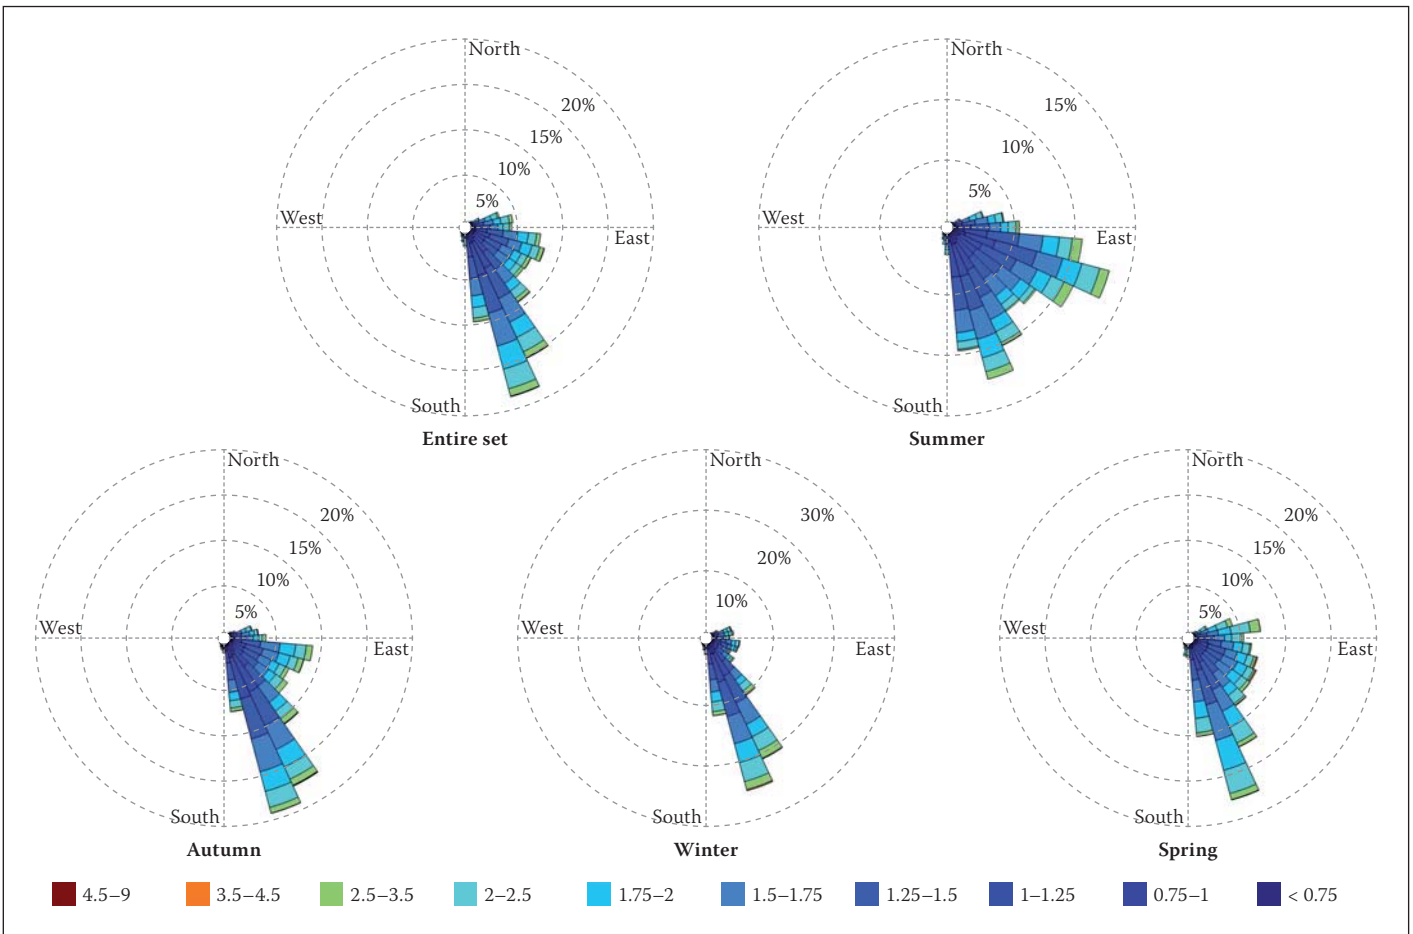 North
20%
15%
10%
5%
West
East
South
Entire set
North
15%
10%
5%
West
East
South
Summer
North
20%
15%
10%
5%
West
East
South
Autumn
North
30%
20%
10%
West
East
South
Winter
North
20%
15%
10%
5%
West
East
South
Spring
4.5–9
3.5–4.5
2.5–3.5
2–2.5
1.75–2
1.5–1.75
1.25–1.5
1–1.25
0.75–1
< 0.75